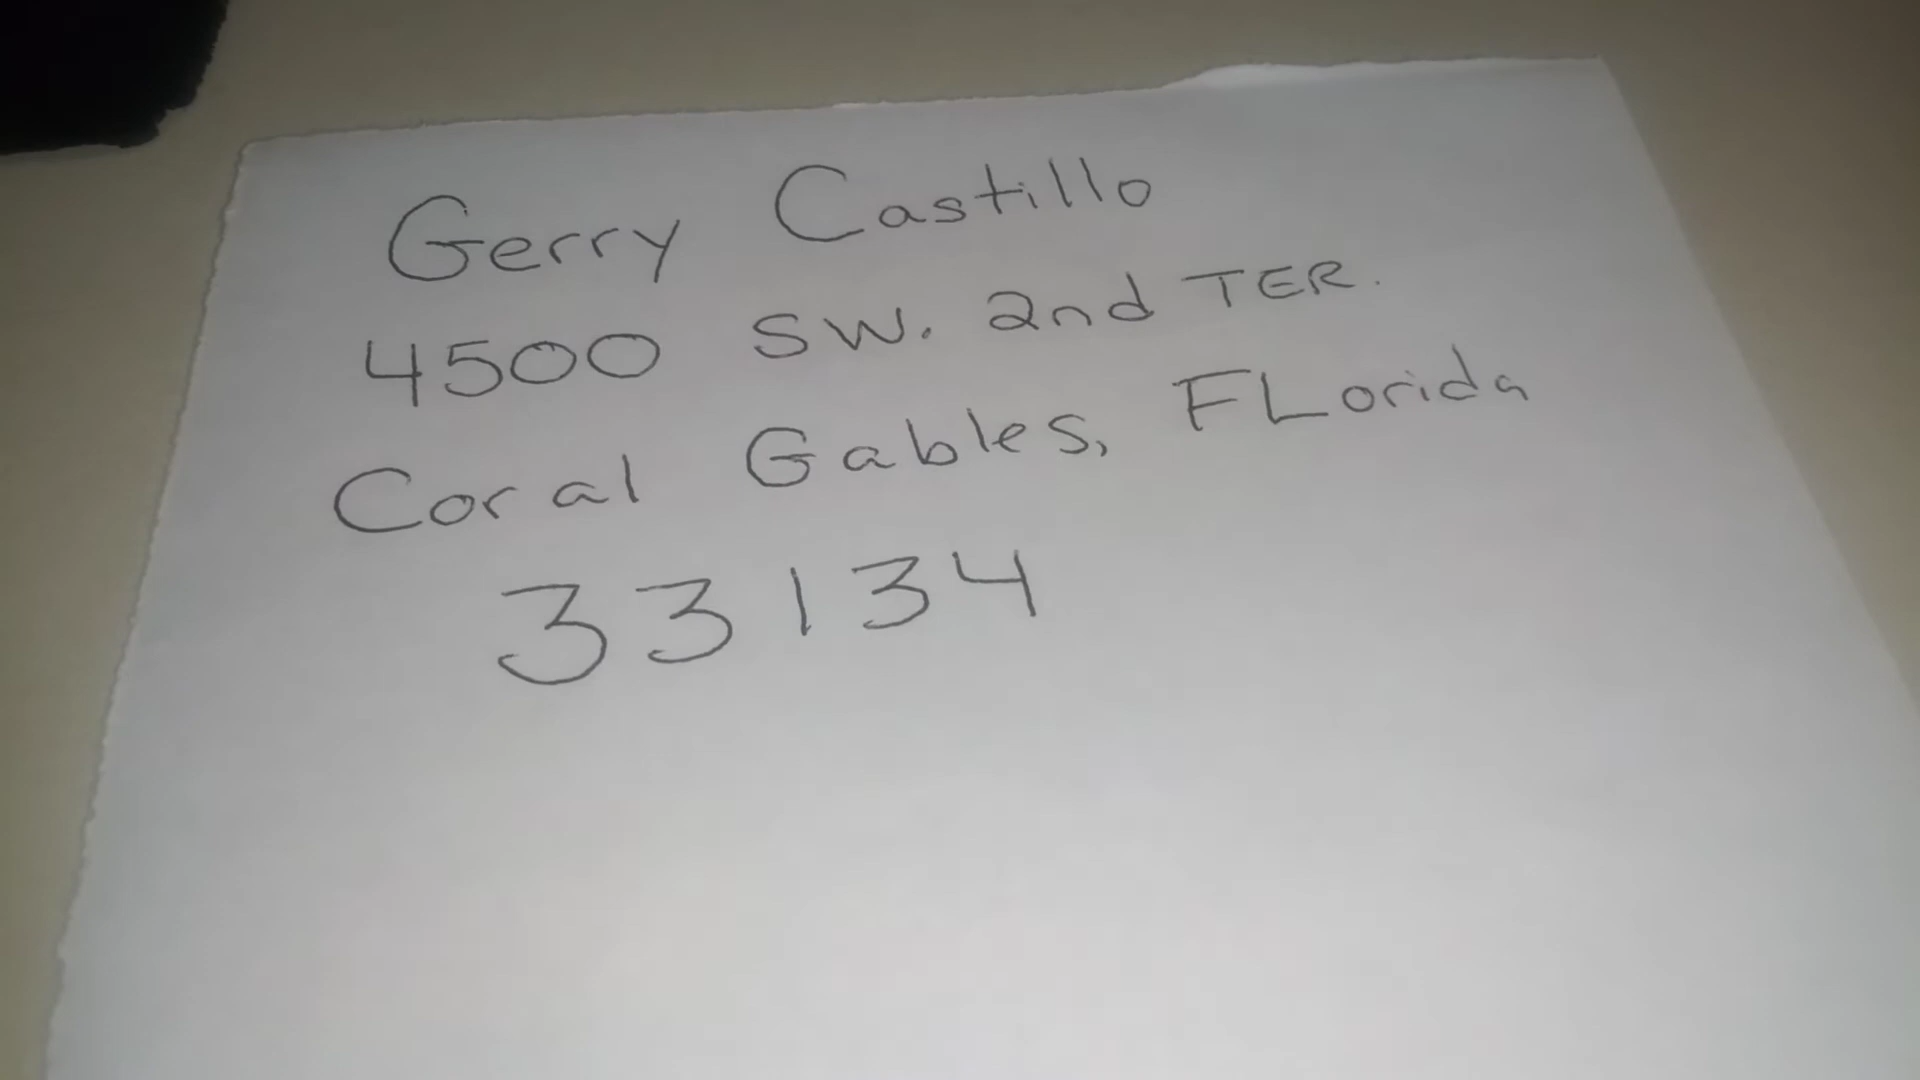 Gerry Castillo
4500 SW. 2nd TER.
Coral Gables, FLorida
33134